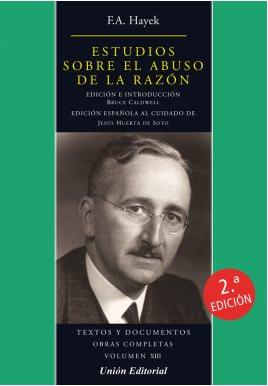 F.A. Hayek
ESTUDIOS
SOBRE EL ABUSO
DE LA RAZÓN
EDICIÓN E INTRODUCCIÓN
BRUCE CALDWELL
EDICIÓN ESPAÑOLA AL CUIDADO DE
JESÚS HUERTA DE SOTO
2.ª
EDICIÓN
TEXTOS Y DOCUMENTOS
OBRAS COMPLETAS
VOLUMEN XIII
Unión Editorial